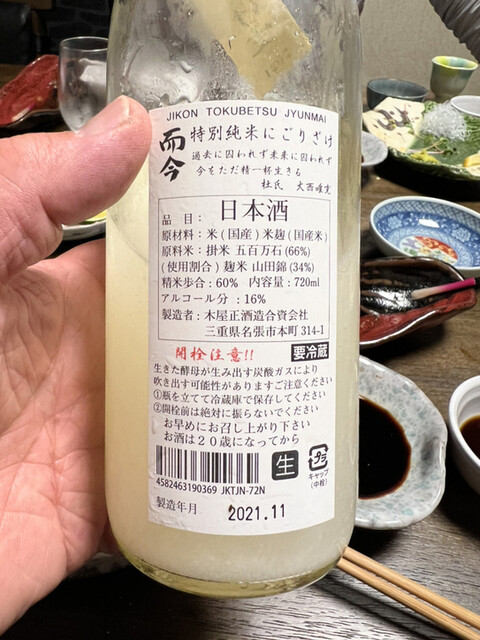 JIKON TOKUBETSU JYUNMAI
而今 特別純米にごりざけ
過去に囚われず未来に囚われず
今をただ精一杯生きる
杜氏 大西唯克
品目: 日本酒
原材料:米(国産)米麹(国産米)
原料米:掛米 五百万石(66%)
(使用割合)麹米 山田錦(34%)
精米歩合:60% 内容量:720ml
アルコール分:16%
製造者:木屋正酒造合資会社
三重県名張市本町314-1
開栓注意!! 要冷蔵
生きた酵母が生み出す炭酸ガスにより
吹き出す可能性がありますご注意ください
①瓶を立てて冷蔵庫で保存してください
②開栓前は絶対に振らないでください
お早めにお召し上がり下さい
お酒は20歳になってから
生
プラ
キャップ
(中栓)
4582463190369 JKTJN-72N
製造年月 2021.11